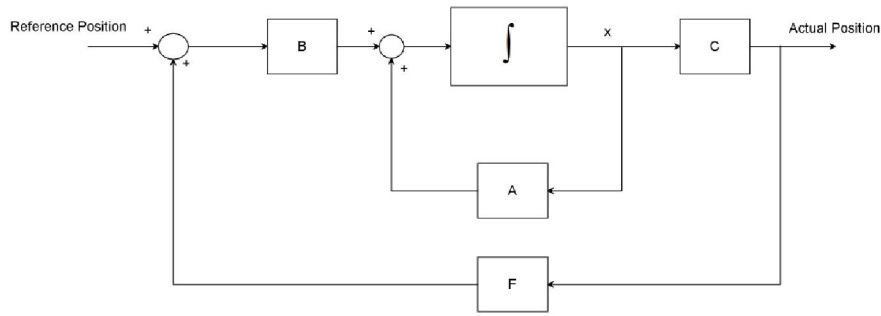 Reference Position
+
+
B
+
+
∫
x
C
Actual Position
A
F